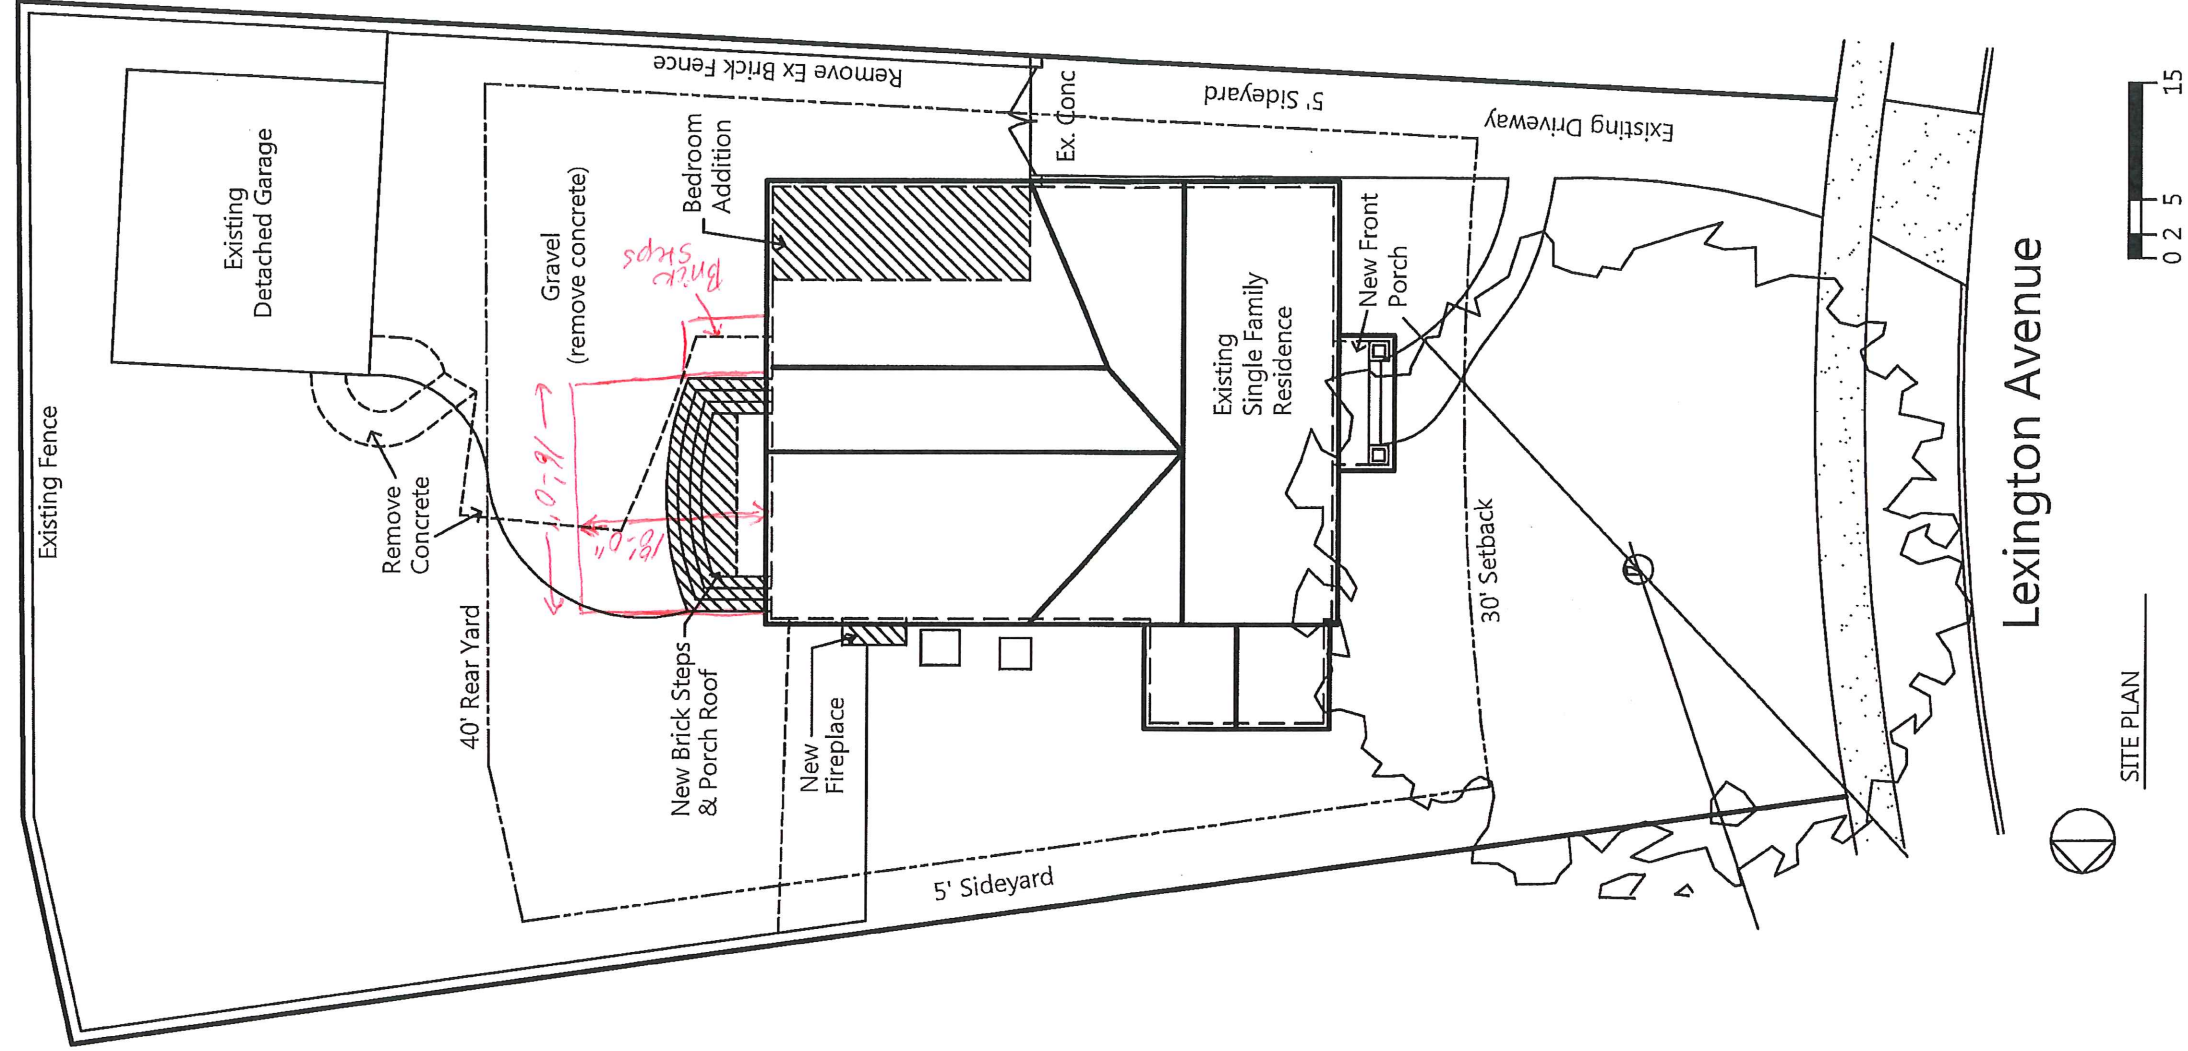 Existing Fence
Existing
Detached Garage
Remove Ex Brick Fence
Remove
Concrete
Gravel
(remove concrete)
40' Rear Yard
16'-0"
10'-0"
Brick
Steps
Bedroom
Addition
New Brick Steps
& Porch Roof
New
Fireplace
Ex. Conc
5' Sideyard
Existing Driveway
Existing
Single Family
Residence
New Front
Porch
5' Sideyard
30' Setback
Lexington Avenue
SITE PLAN
0 2 5 15